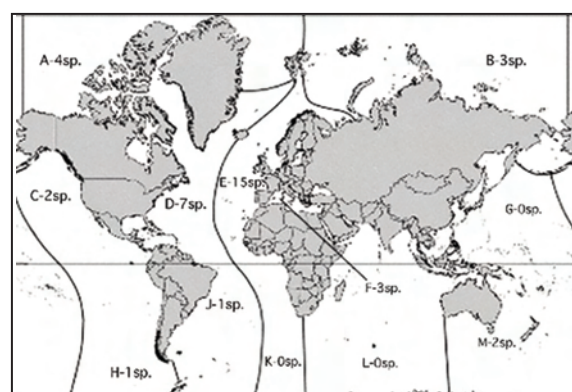 A-4sp.
B-3sp.
C-2sp.
D-7sp.
E-15sp.
G-0sp.
F-3sp.
J-1sp.
M-2sp.
H-1sp.
K-0sp.
L-0sp.